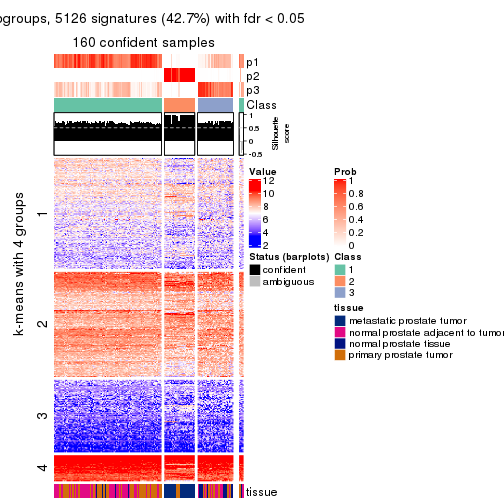 ogroups, 5126 signatures (42.7%) with fdr < 0.05
160 confident samples
p1
p2
p3
Class
1
0.5
0
-0.5
Silhouette
score
k-means with 4 groups
1
2
3
4
tissue
Value
12
10
8
6
4
2
Prob
1
0.8
0.6
0.4
0.2
0
Status (barplots)
confident
ambiguous
Class
1
2
3
tissue
metastatic prostate tumor
normal prostate adjacent to tumor
normal prostate tissue
primary prostate tumor